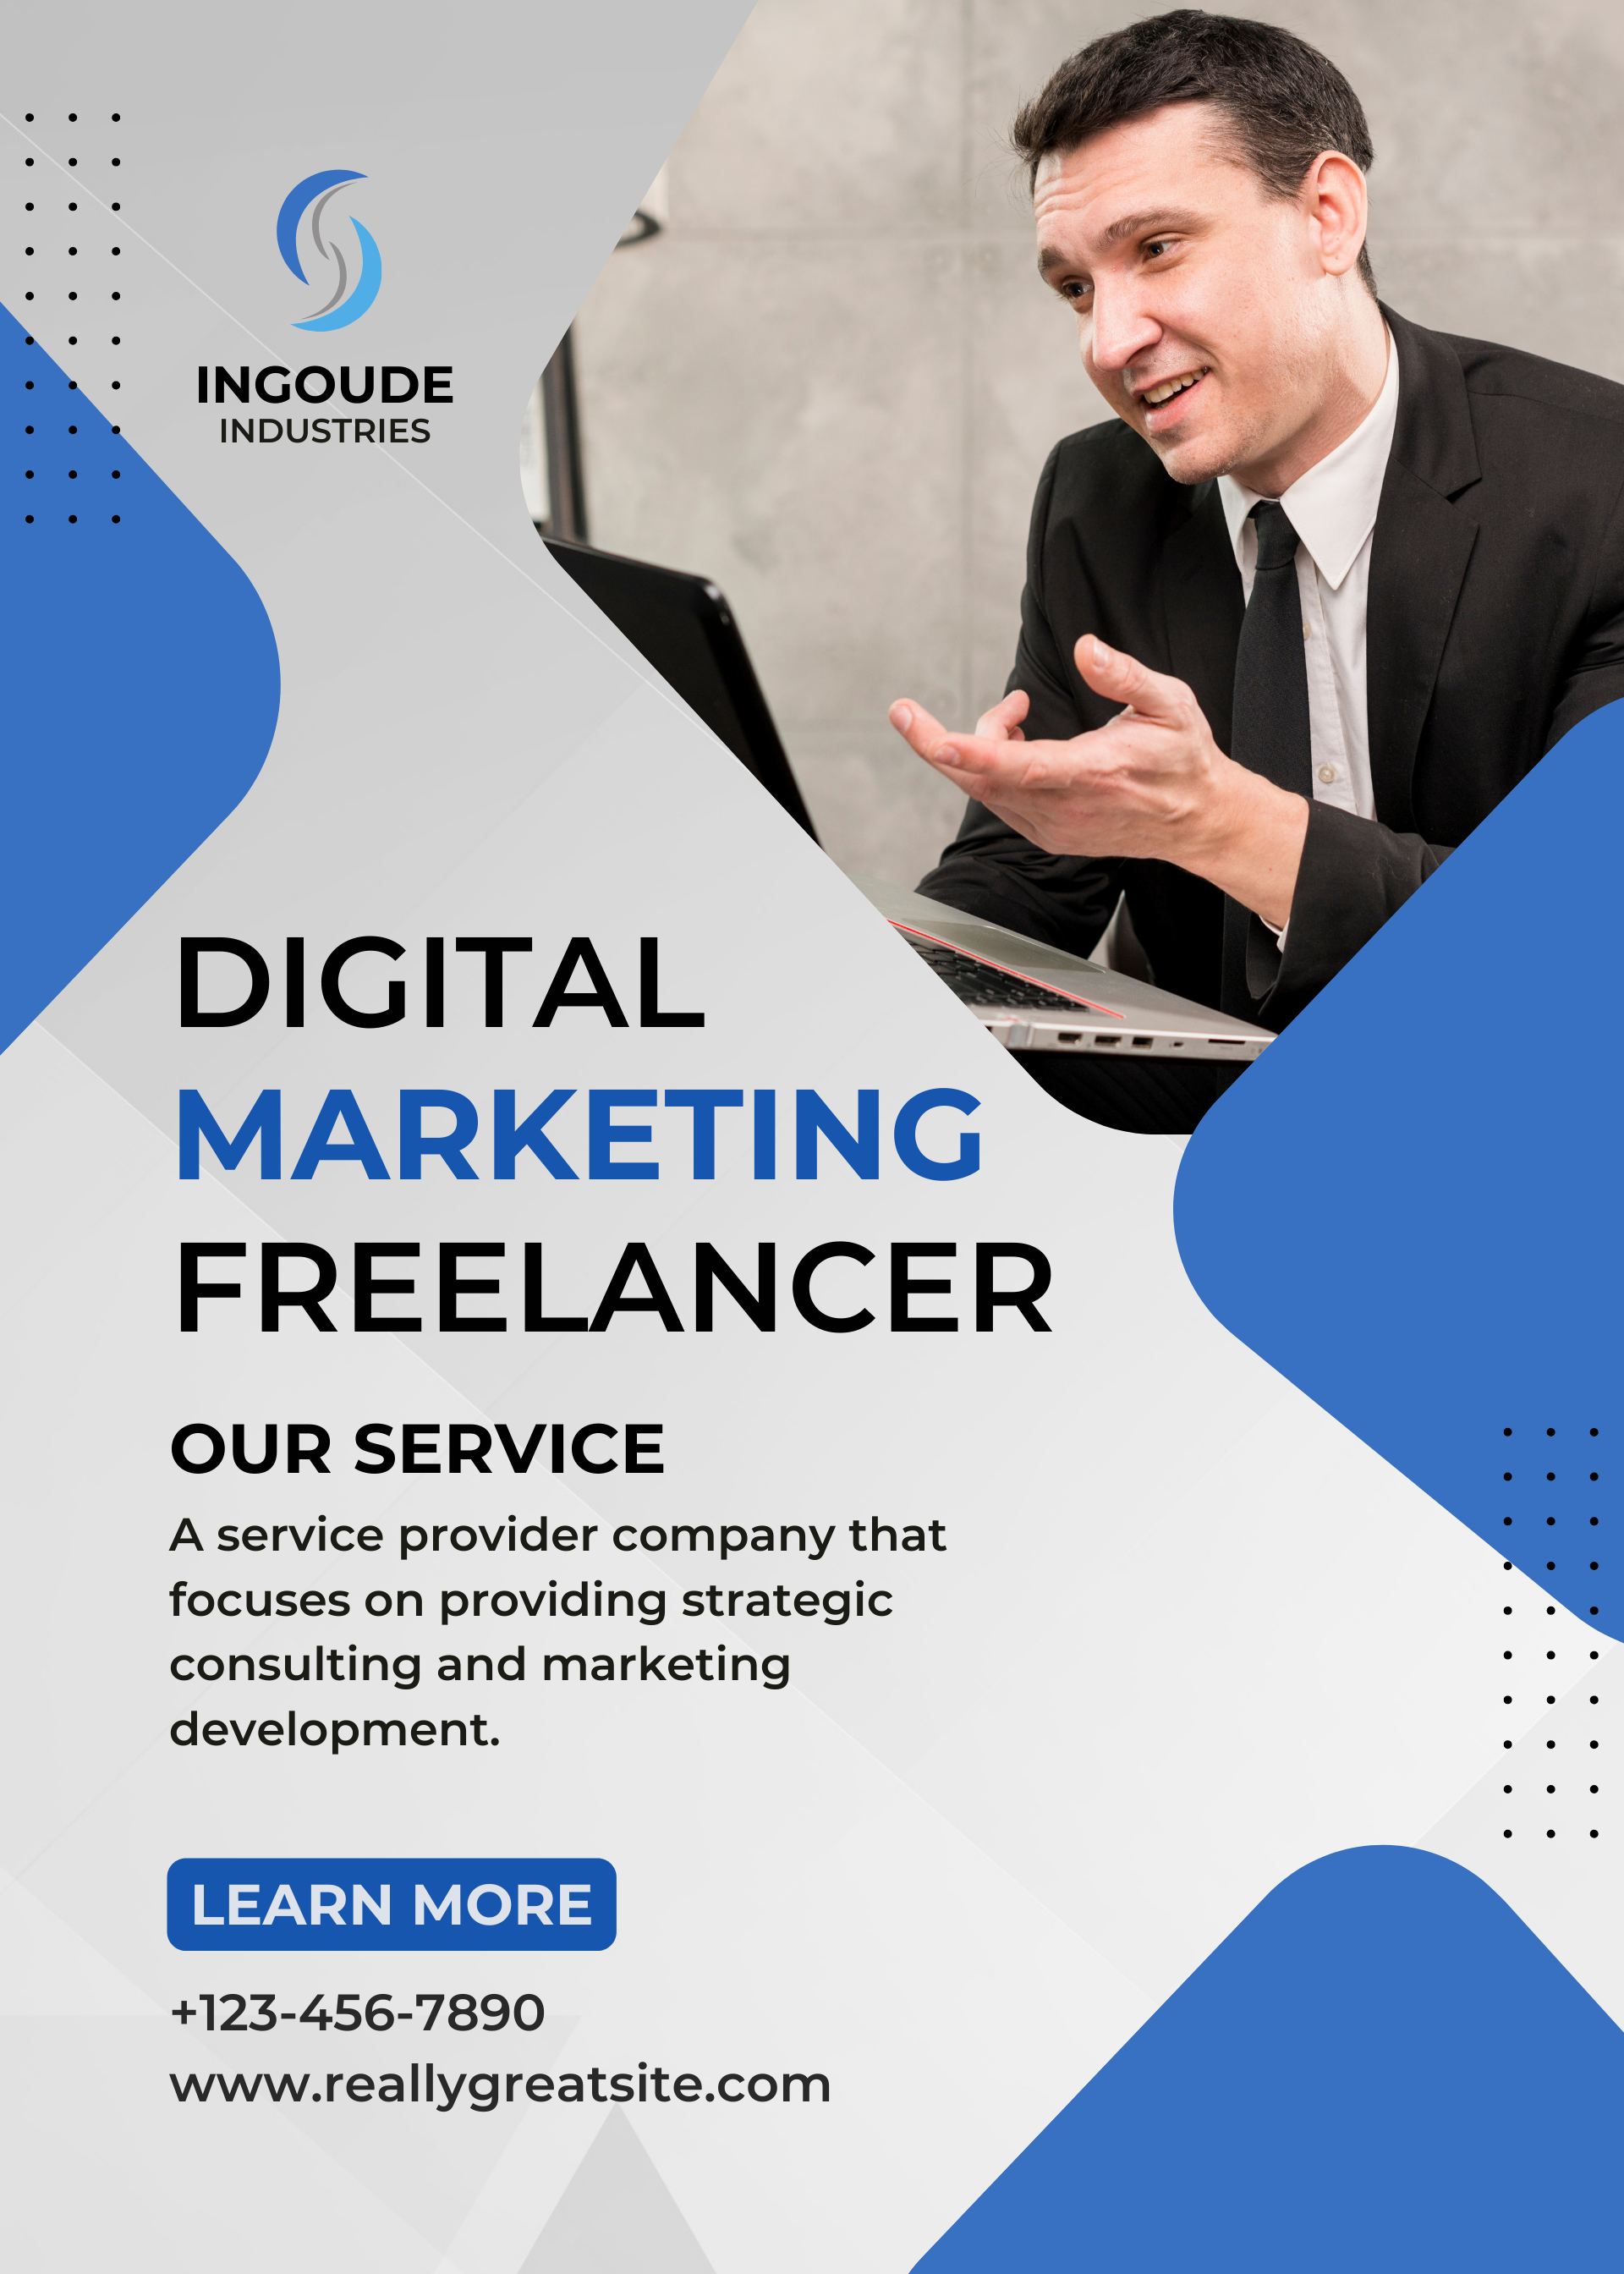 INGOUDE
INDUSTRIES
DIGITAL
MARKETING
FREELANCER
OUR SERVICE
A service provider company that
focuses on providing strategic
consulting and marketing
development.
LEARN MORE
+123-456-7890
www.reallygreatsite.com